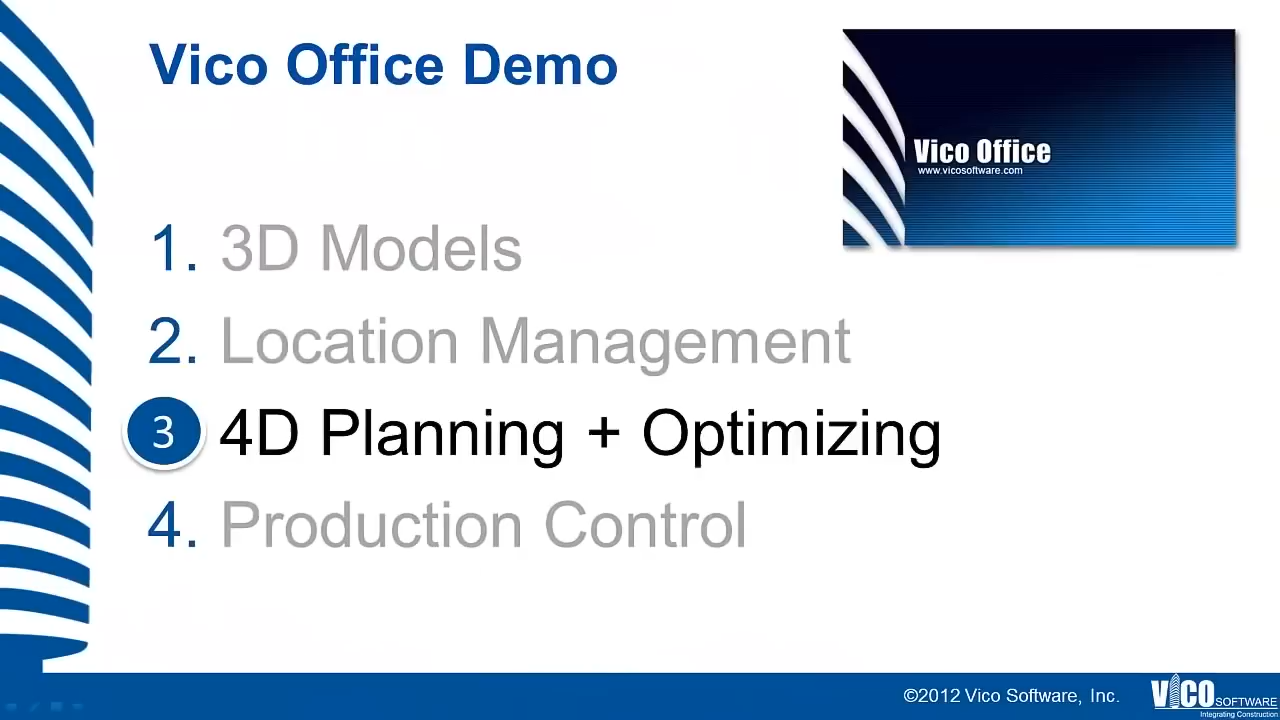 Vico Office Demo
Vico Office
www.vicosoftware.com
1. 3D Models
2. Location Management
3 4D Planning + Optimizing
4. Production Control
©2012 Vico Software, Inc.
VICO SOFTWARE
Integrating Construction